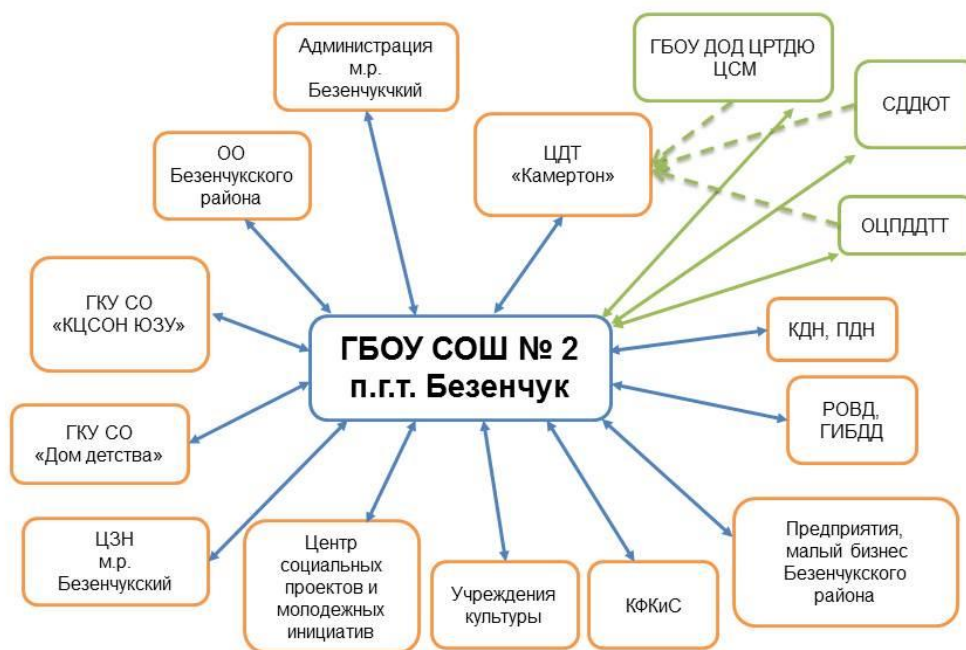 Администрация
м.р.
Безенчукчкий
ГБОУ ДОД ЦРТДЮ
ЦСМ
СДДЮТ
ОО
Безенчукского
района
ЦДТ
«Камертон»
ОЦПДДТТ
ГКУ СО
«КЦСОН ЮЗУ»
ГБОУ СОШ № 2
п.г.т. Безенчук
КДН, ПДН
ГКУ СО
«Дом детства»
РОВД,
ГИБДД
ЦЗН
м.р.
Безенчукский
Центр
социальных
проектов и
молодежных
инициатив
Учреждения
культуры
КФКиС
Предприятия,
малый бизнес
Безенчукского
района